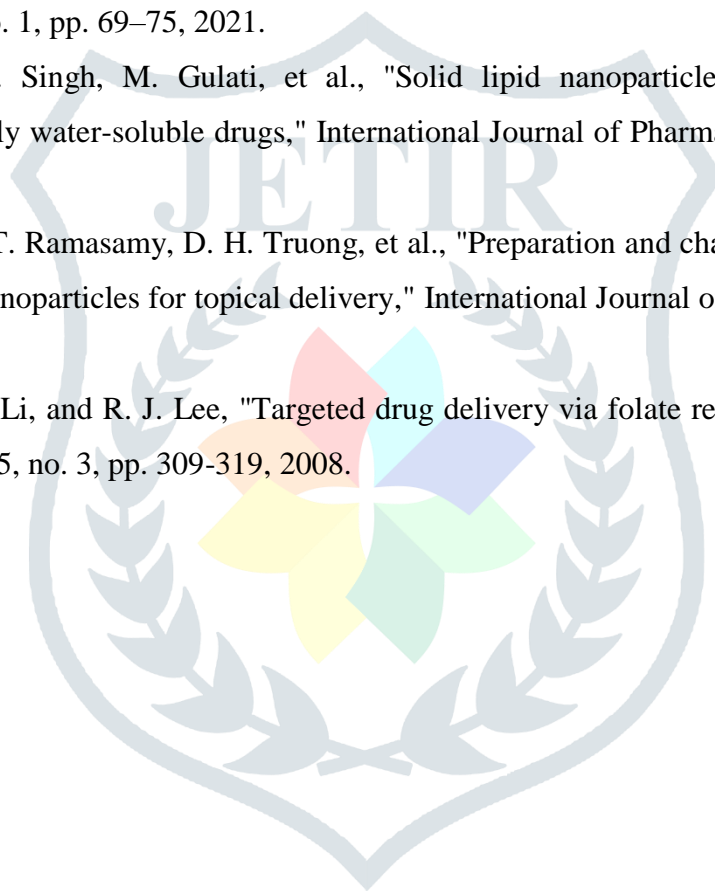 . 1, pp. 69–75, 2021.
. Singh, M. Gulati, et al., "Solid lipid nanoparticle
ly water-soluble drugs," International Journal of Pharma
JETIR
T. Ramasamy, D. H. Truong, et al., "Preparation and cha
noparticles for topical delivery," International Journal o
Li, and R. J. Lee, "Targeted drug delivery via folate re
5, no. 3, pp. 309-319, 2008.